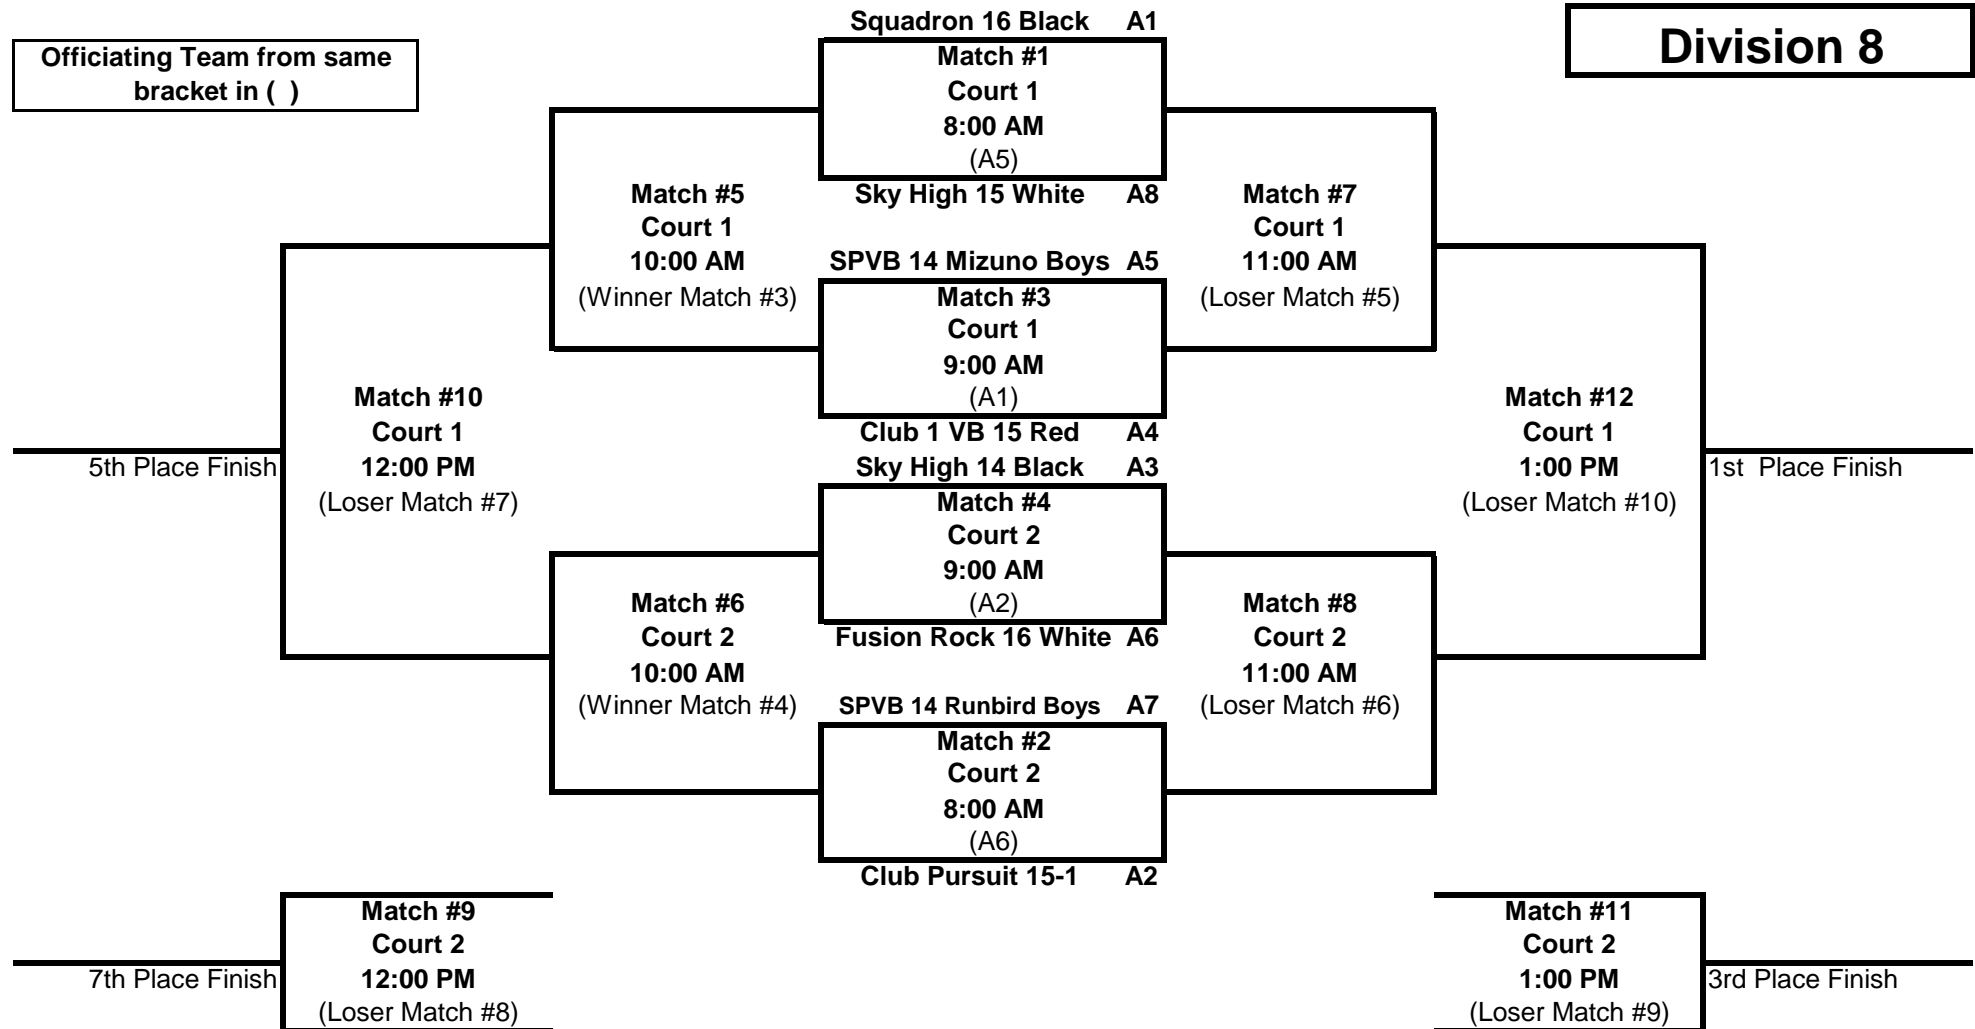 Squadron 16 Black A1
Division 8
Officiating Team from same
bracket in ( )
Match #1
Court 1
8:00 AM
(A5)
Sky High 15 White A8
Match #5
Court 1
10:00 AM
(Winner Match #3)
Match #7
Court 1
11:00 AM
(Loser Match #5)
SPVB 14 Mizuno Boys A5
Match #3
Court 1
9:00 AM
(A1)
Club 1 VB 15 Red A4
Match #10
Court 1
12:00 PM
(Loser Match #7)
5th Place Finish
Match #12
Court 1
1:00 PM
(Loser Match #10)
1st  Place Finish
Sky High 14 Black A3
Match #4
Court 2
9:00 AM
(A2)
Fusion Rock 16 White A6
Match #6
Court 2
10:00 AM
(Winner Match #4)
Match #8
Court 2
11:00 AM
(Loser Match #6)
SPVB 14 Runbird Boys A7
Match #2
Court 2
8:00 AM
(A6)
Club Pursuit 15-1 A2
Match #9
Court 2
12:00 PM
(Loser Match #8)
7th Place Finish
Match #11
Court 2
1:00 PM
(Loser Match #9)
3rd Place Finish